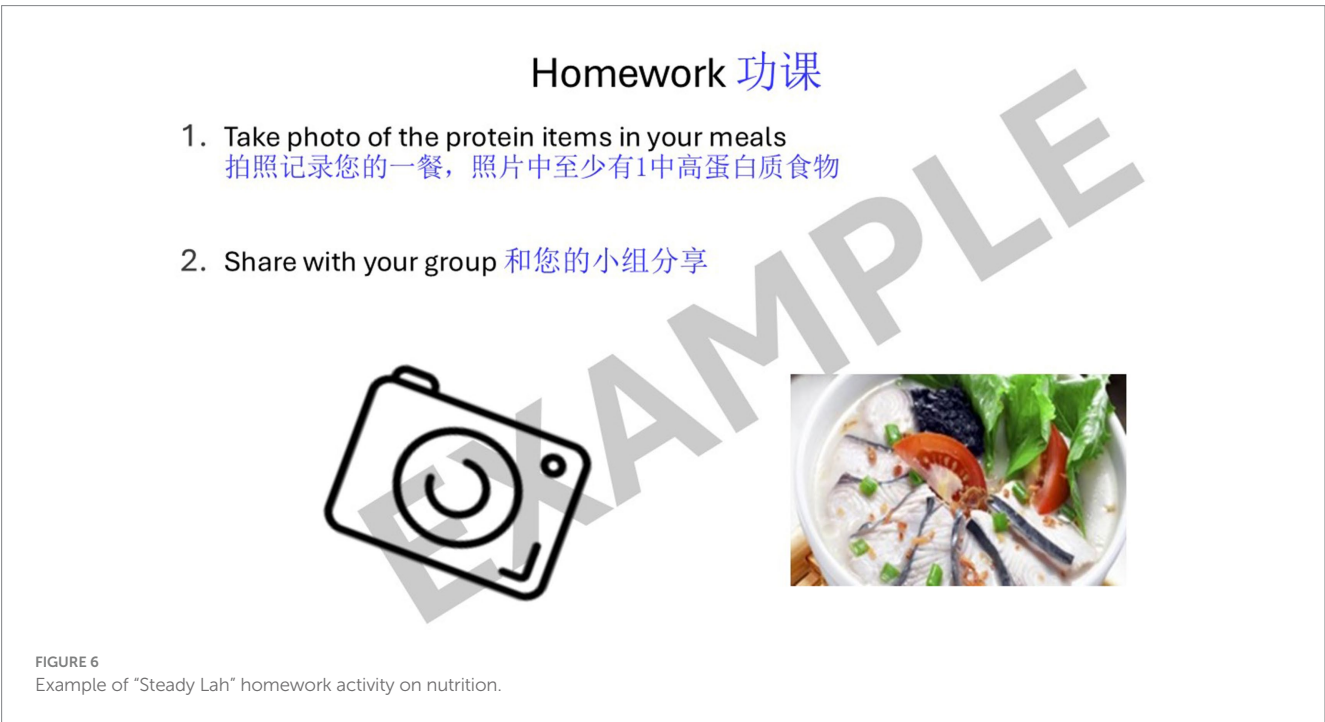 Homework 功课
1. Take photo of the protein items in your meals
拍照记录您的一餐，照片中至少有1中高蛋白质食物
2. Share with your group 和您的小组分享
EXAMPLE
FIGURE 6
Example of “Steady Lah” homework activity on nutrition.